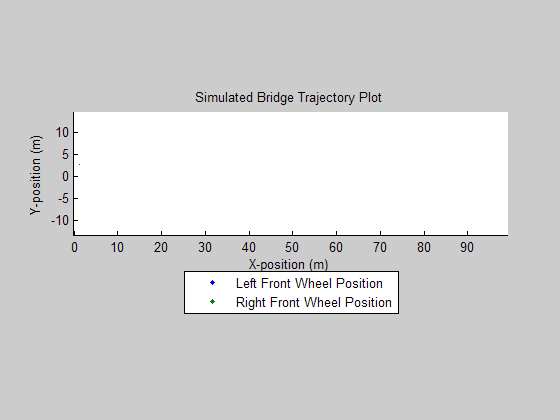 Simulated Bridge Trajectory Plot
Y-position (m)
10
5
0
-5
-10
0 10 20 30 40 50 60 70 80 90
X-position (m)
Left Front Wheel Position
Right Front Wheel Position